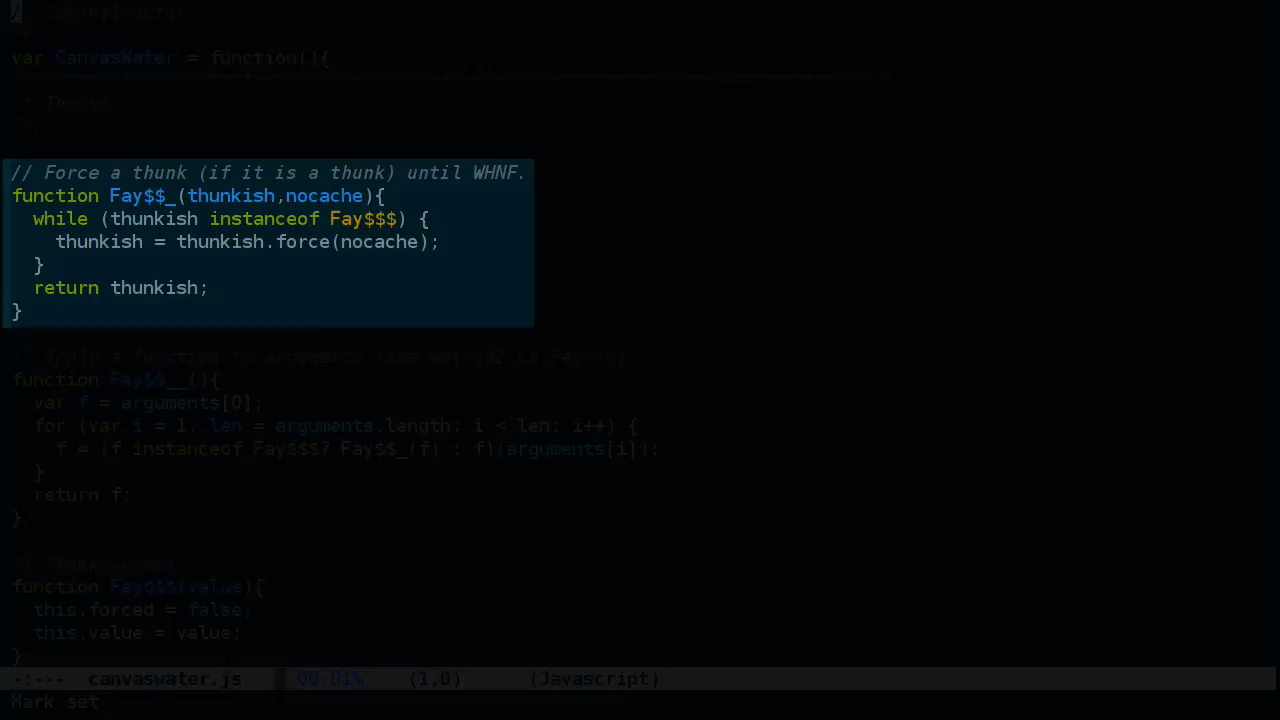 var CanvasWater = function(){
* Thunks
// Force a thunk (if it is a thunk) until WHNF.
function Fay$$_(thunkish,nocache){
while (thunkish instanceof Fay$$$) {
thunkish = thunkish.force(nocache);
}
return thunkish;
}
// Apply a function to arguments (see method2 in Fay.hs).
function Fay$$__(){
var f = arguments[0];
for (var i = 1, len = arguments.length; i < len; i++) {
f = (f instanceof Fay$$$? Fay$$_(f) : f)(arguments[i]);
}
return f;
}
// Thunk object.
function Fay$$$(value){
this.forced = false;
this.value = value;
}
-:--- canvaswater.js 00-01% (1,0) (Javascript)
Mark set